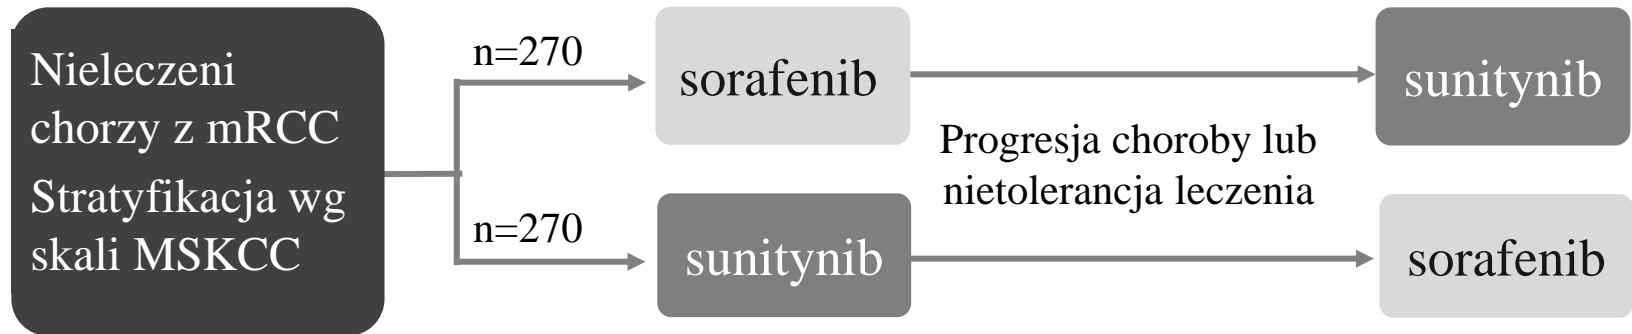 Nieleczeni
chorzy z mRCC
Stratyfikacja wg
skali MSKCC
n=270
sorafenib
sunitynib
Progresja choroby lub
nietolerancja leczenia
n=270
sunitynib
sorafenib